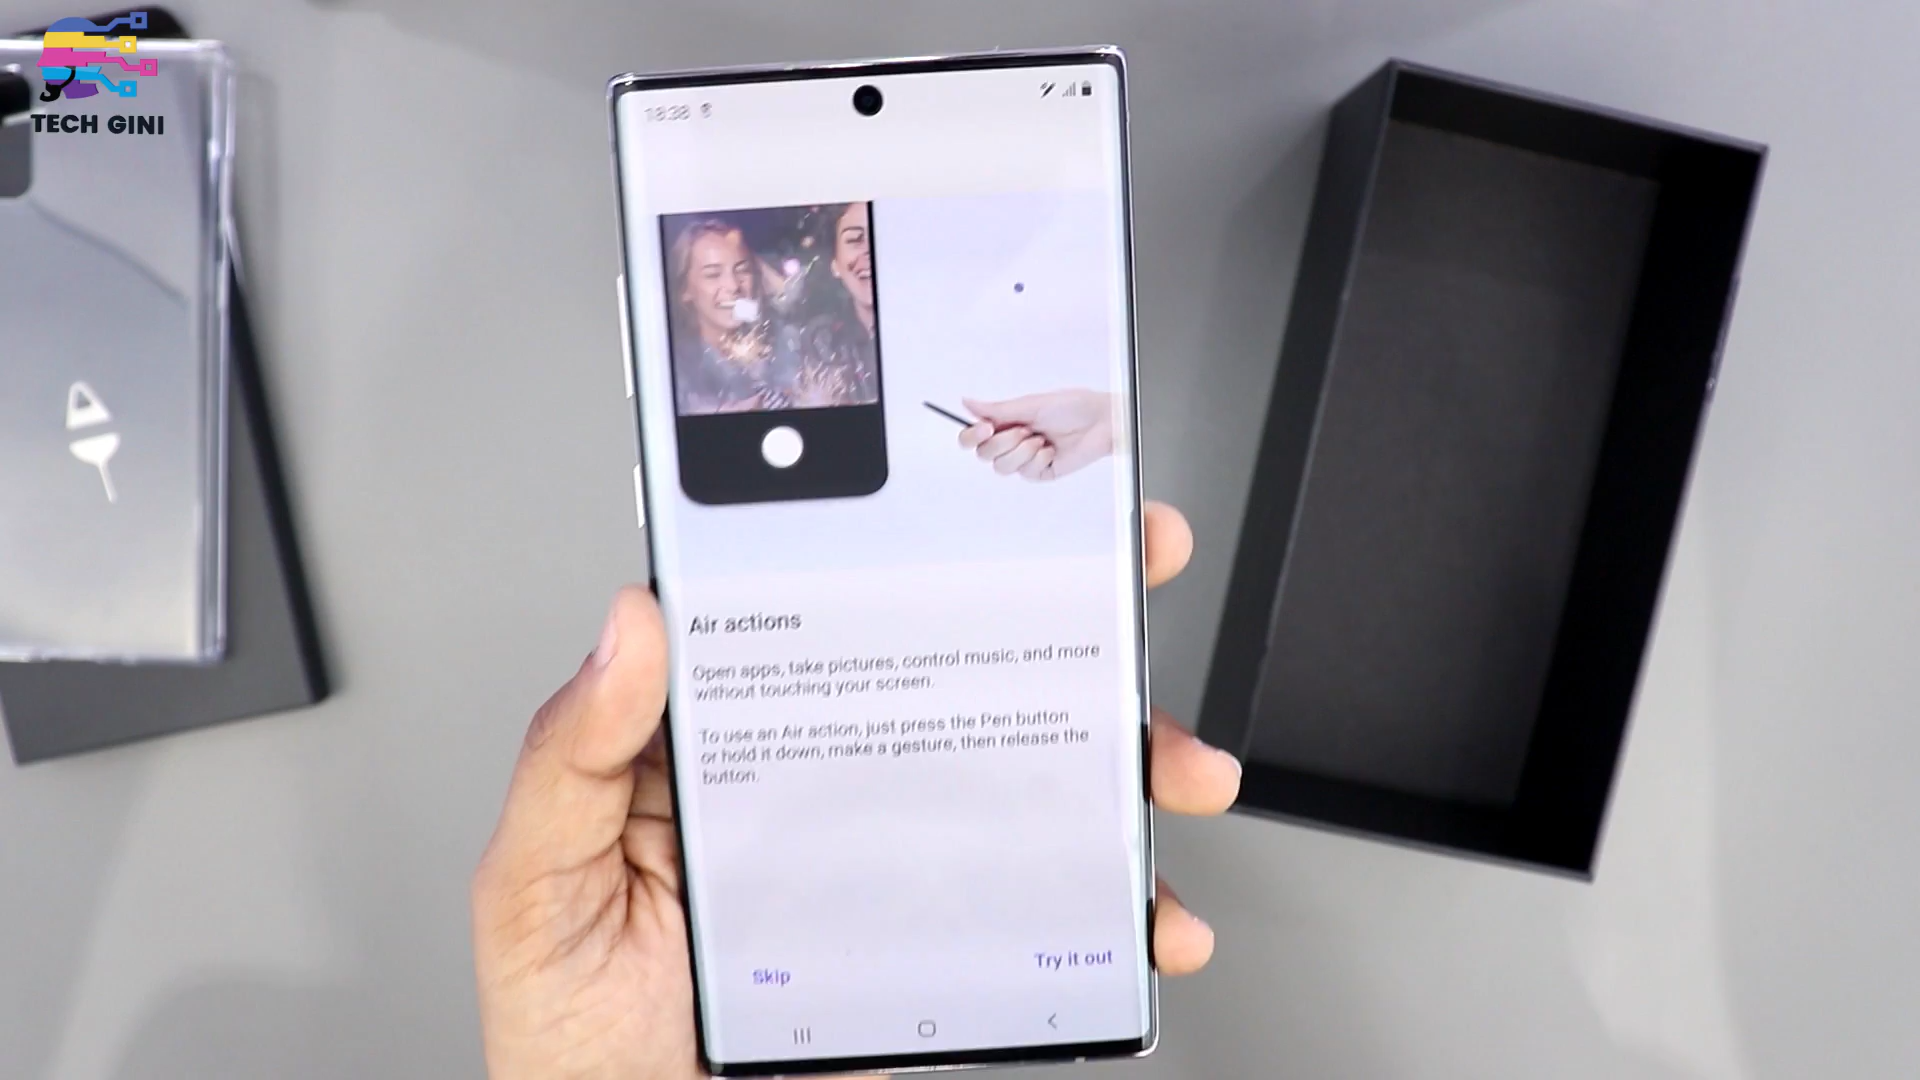 TECH GINI
18:38
Air actions
Open apps, take pictures, control music, and more
without touching your screen.
To use an Air action, just press the Pen button
or hold it down, make a gesture, then release the
button.
Skip
Try it out